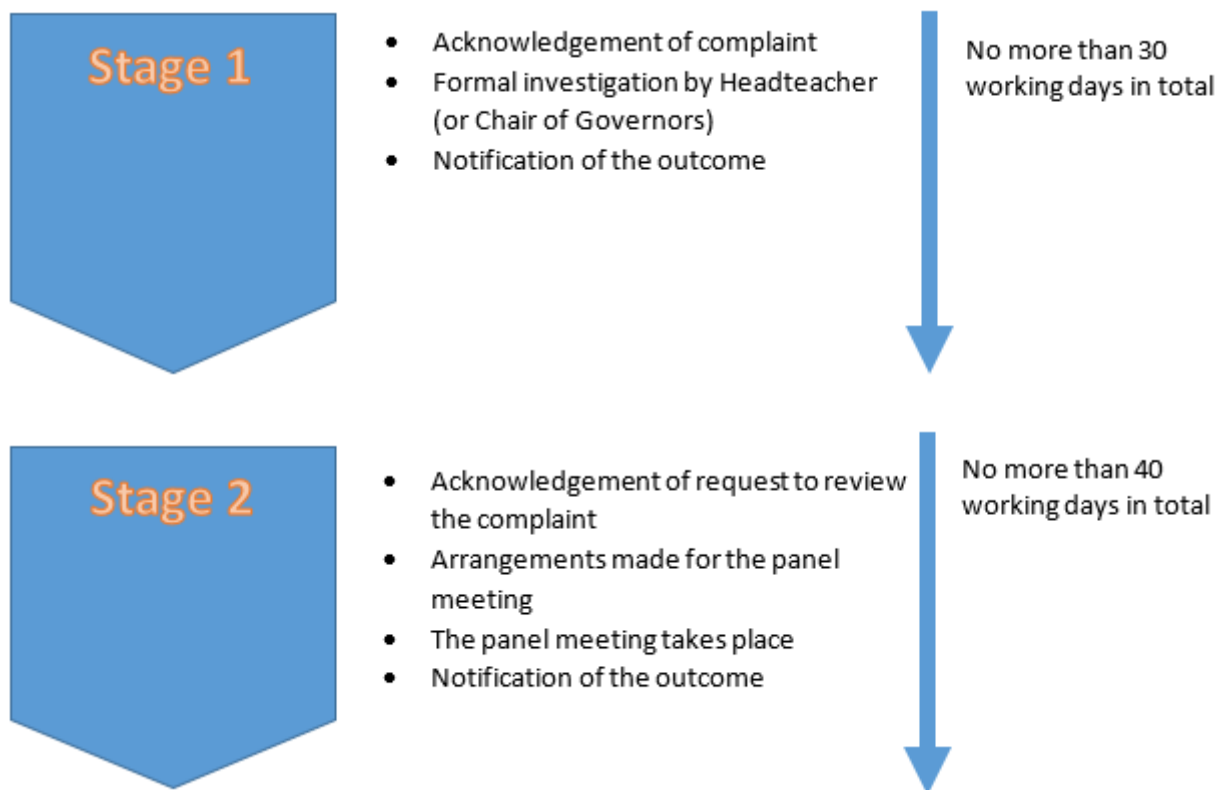 Stage 1
• Acknowledgement of complaint
• Formal investigation by Headteacher
(or Chair of Governors)
• Notification of the outcome
No more than 30
working days in total
Stage 2
• Acknowledgement of request to review
the complaint
• Arrangements made for the panel
meeting
• The panel meeting takes place
• Notification of the outcome
No more than 40
working days in total